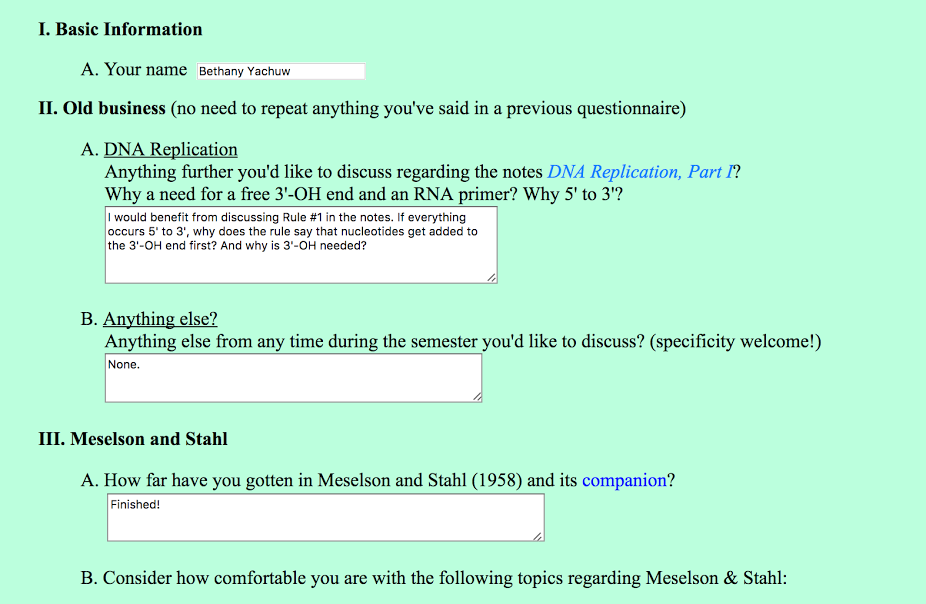 I. Basic Information
A. Your name Bethany Yachuw
II. Old business (no need to repeat anything you've said in a previous questionnaire)
A. DNA Replication
Anything further you'd like to discuss regarding the notes DNA Replication, Part I?
Why a need for a free 3'-OH end and an RNA primer? Why 5' to 3'?
I would benefit from discussing Rule #1 in the notes. If everything
occurs 5' to 3', why does the rule say that nucleotides get added to
the 3'-OH end first? And why is 3'-OH needed?
B. Anything else?
Anything else from any time during the semester you'd like to discuss? (specificity welcome!)
None.
III. Meselson and Stahl
A. How far have you gotten in Meselson and Stahl (1958) and its companion?
Finished!
B. Consider how comfortable you are with the following topics regarding Meselson & Stahl: